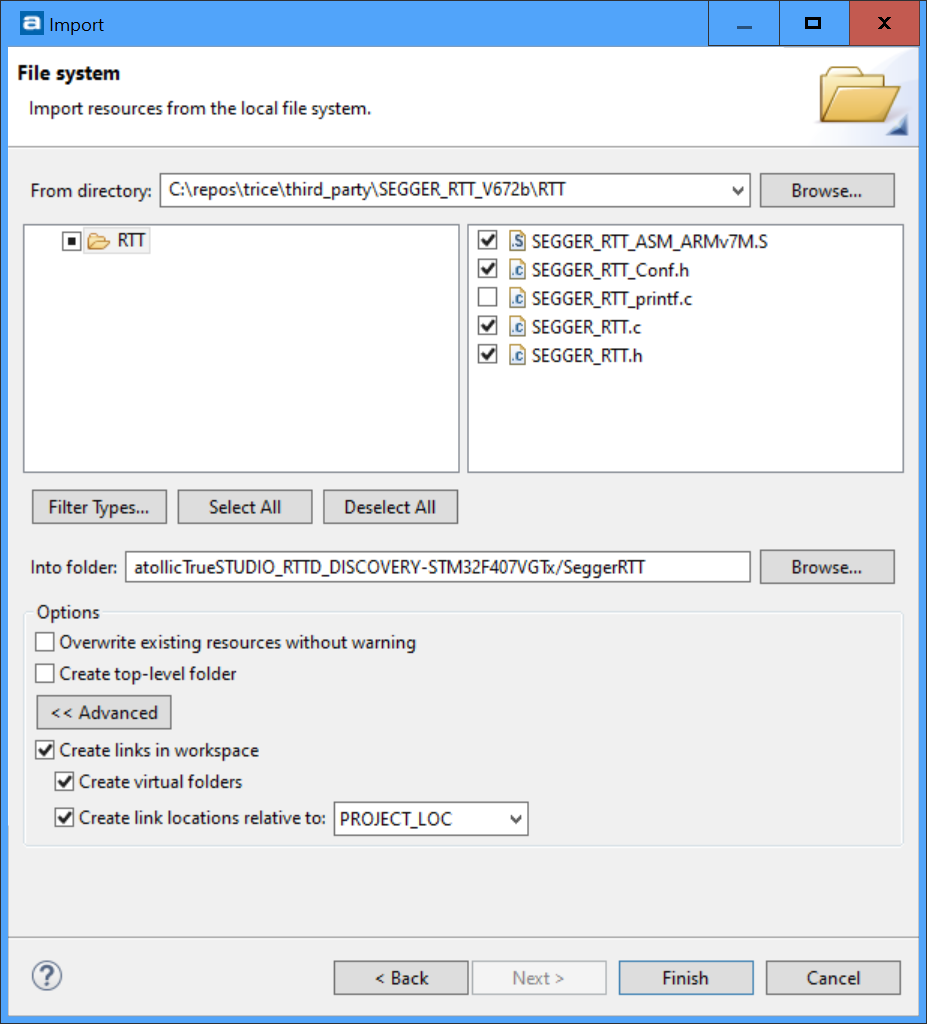 a Import
File system
Import resources from the local file system.
From directory: C:\repos\trice\third_party\SEGGER_RTT_V672b\RTT Browse...
RTT
.S SEGGER_RTT_ASM_ARMv7M.S
.c SEGGER_RTT_Conf.h
.c SEGGER_RTT_printf.c
.c SEGGER_RTT.c
.c SEGGER_RTT.h
Filter Types... Select All Deselect All
Into folder: atollicTrueSTUDIO_RTTD_DISCOVERY-STM32F407VGTx/SeggerRTT Browse...
Options
Overwrite existing resources without warning
Create top-level folder
<< Advanced
Create links in workspace
Create virtual folders
Create link locations relative to: PROJECT_LOC
? < Back Next > Finish Cancel